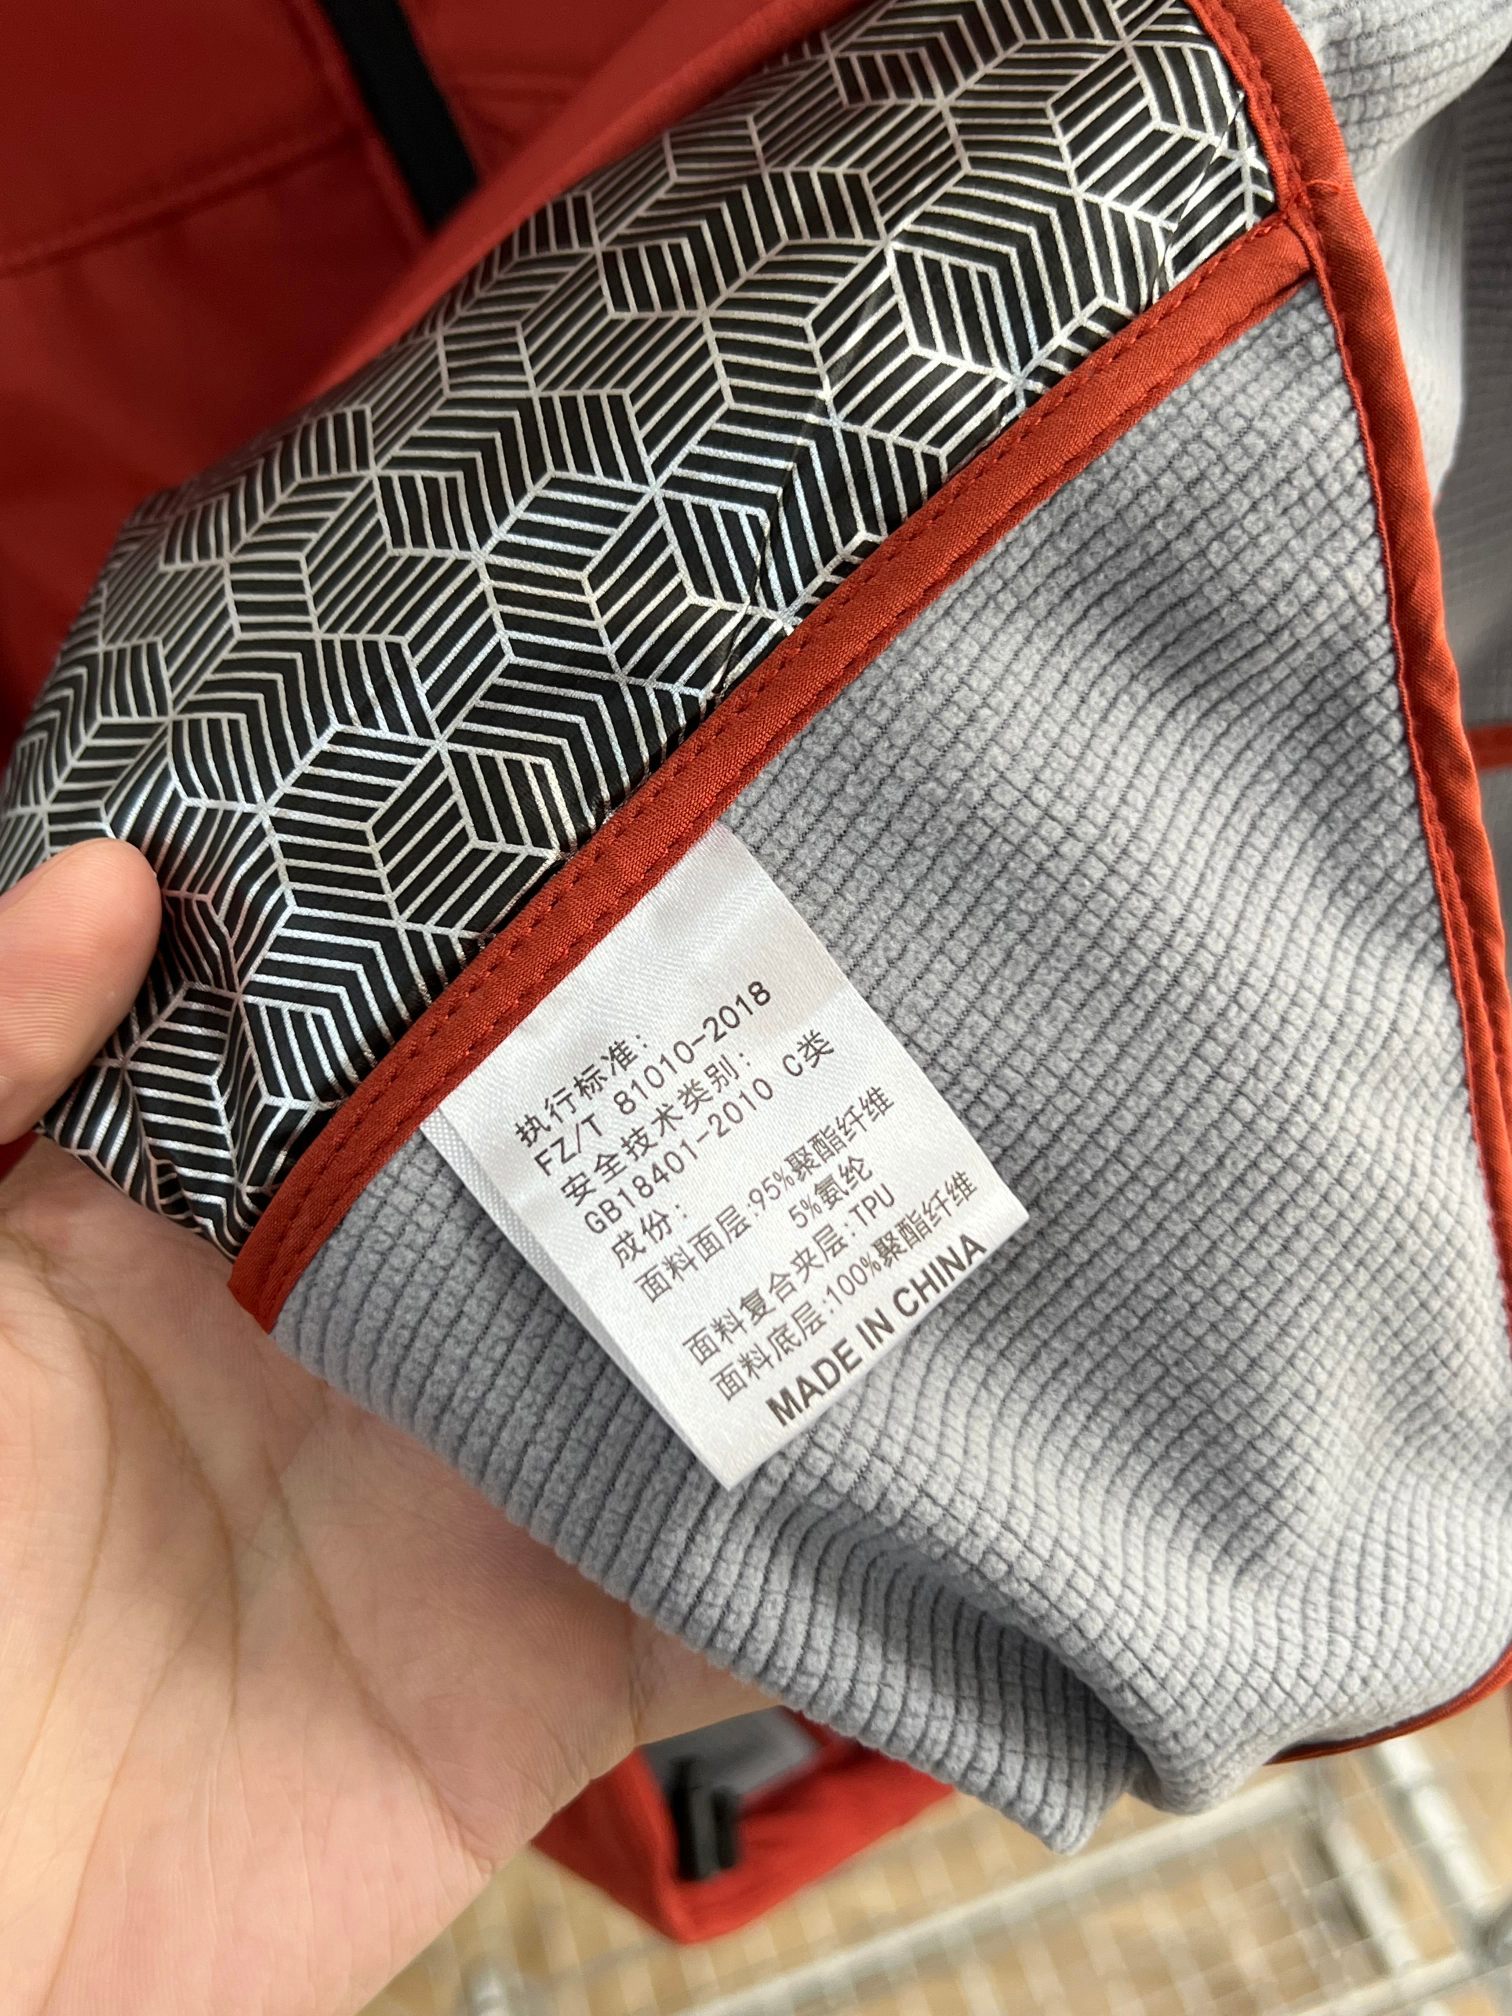 执行标准:
FZ/T 81010-2018
安全技术类别:
GB18401-2010 C类
成份:
面料面层:95%聚酯纤维
5%氨纶
面料复合夹层:TPU
面料底层:100%聚酯纤维
MADE IN CHINA